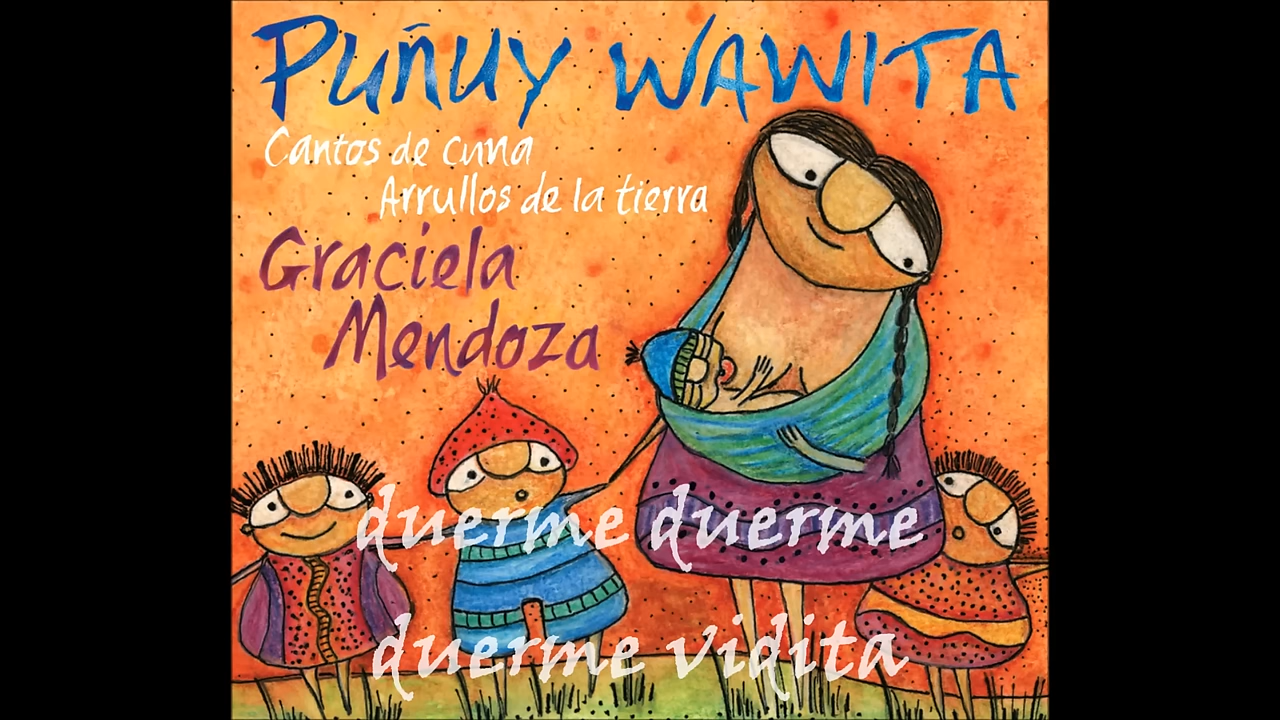 Puñuy Wawita
Cantos de cuna
Arrullos de la tierra
Graciela
Mendoza
duerme duerme
duerme vidita